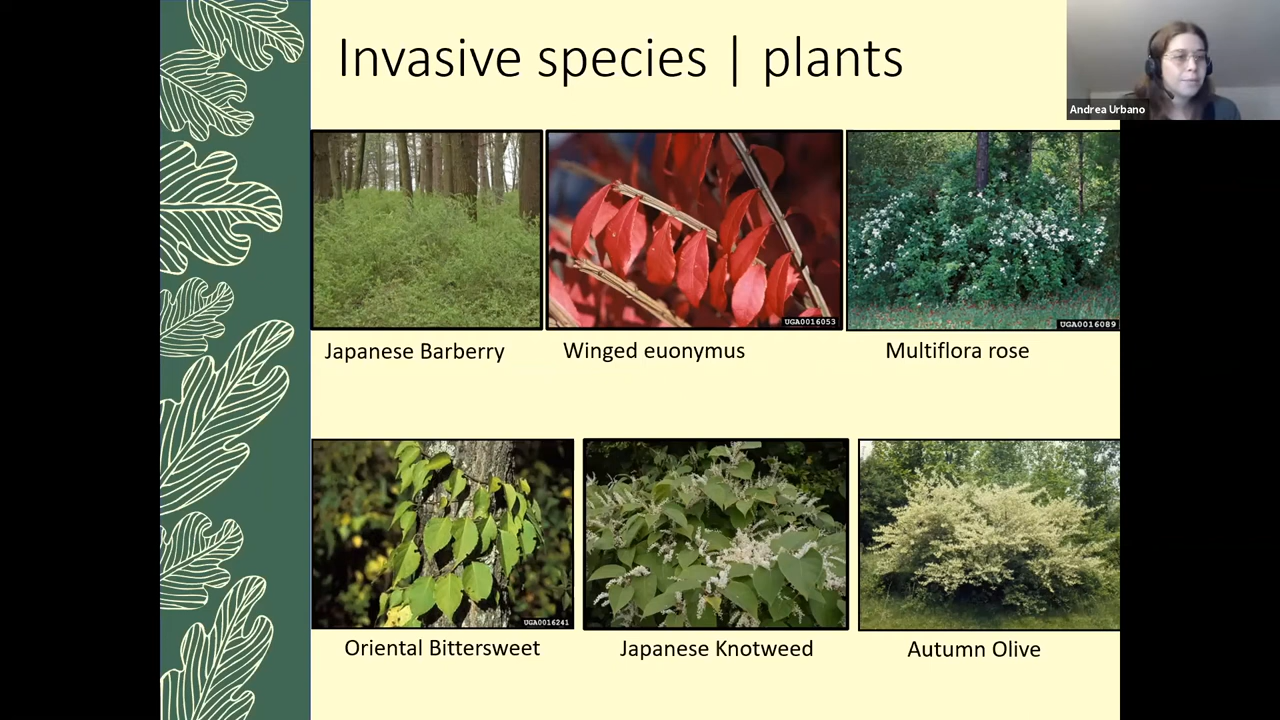 Invasive species | plants
Andrea Urbano
UGA0016053
UGA0016089
Japanese Barberry
Winged euonymus
Multiflora rose
UGA0016241
Oriental Bittersweet
Japanese Knotweed
Autumn Olive